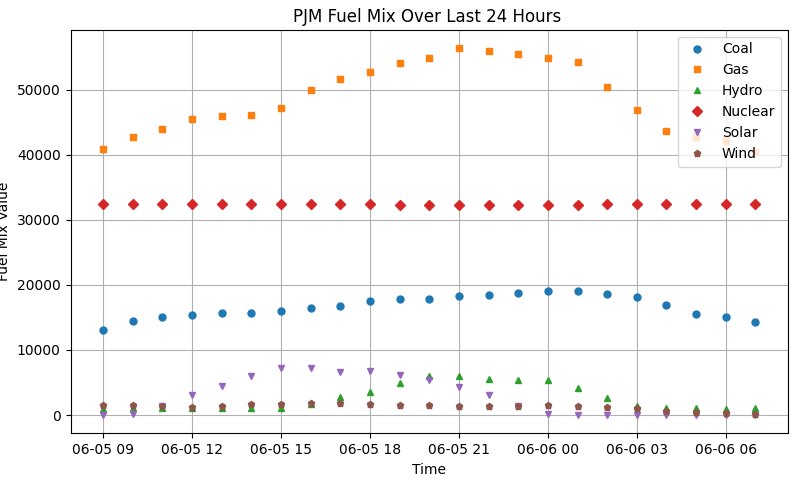 PJM Fuel Mix Over Last 24 Hours
Coal
Gas
Hydro
Nuclear
Solar
Wind
50000
40000
30000
20000
10000
0
Fuel Mix Value
06-05 09 06-05 12 06-05 15 06-05 18 06-05 21 06-06 00 06-06 03 06-06 06
Time